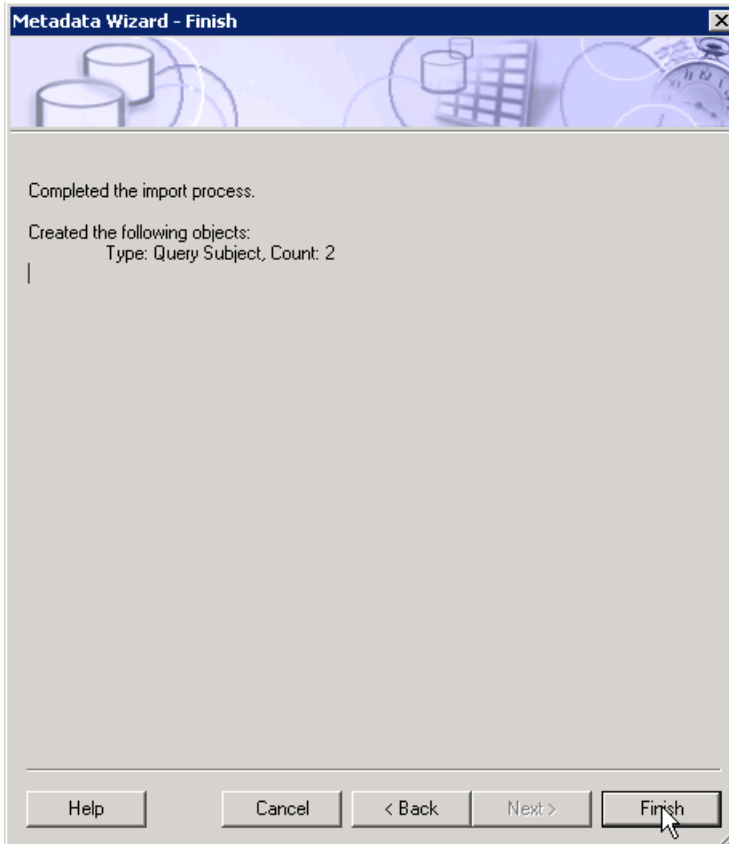 Metadata Wizard - Finish
Completed the import process.
Created the following objects:
Type: Query Subject, Count: 2
Help
Cancel
< Back
Next >
Finish